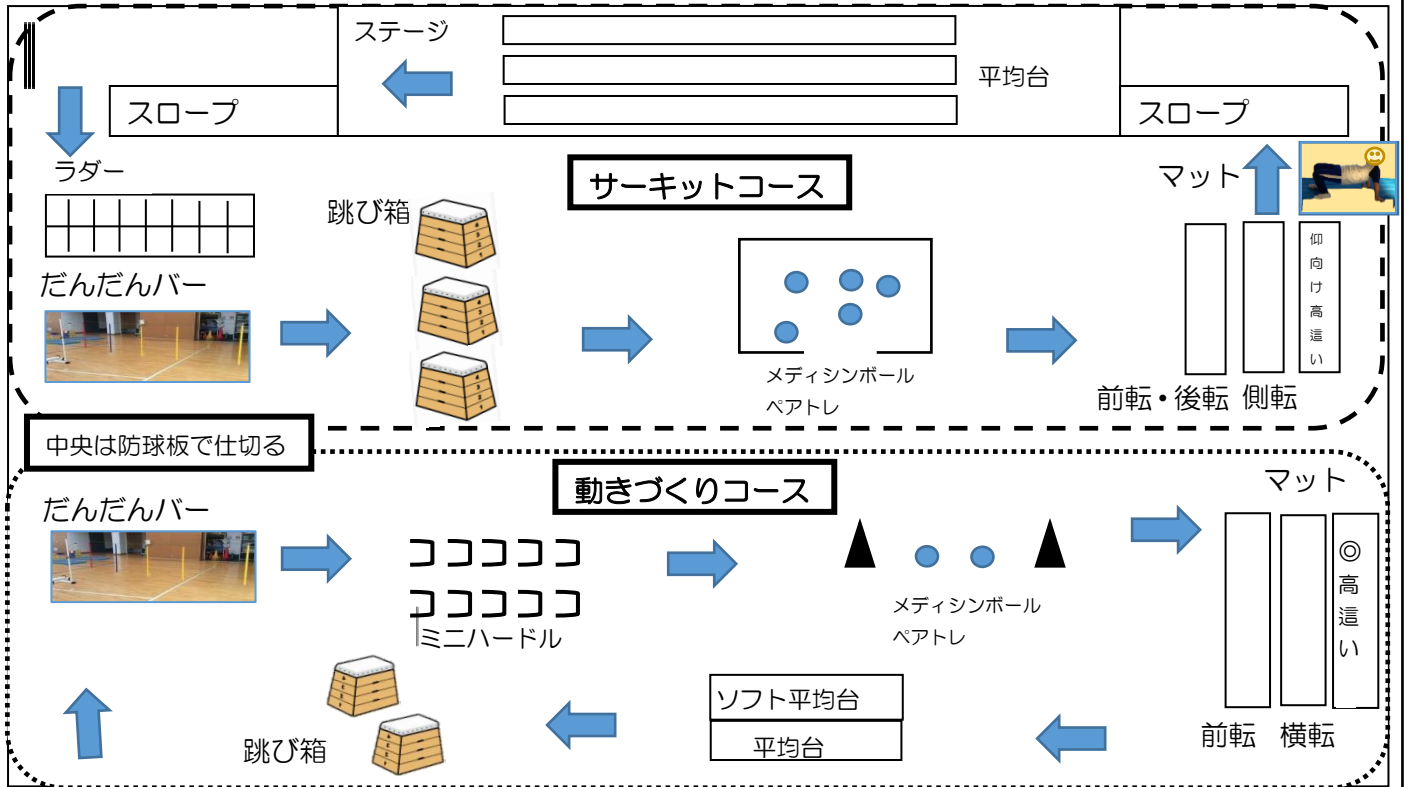 ステージ
平均台
スロープ
スロープ
ラダー
サーキットコース
マット
跳び箱
だんだんバー
仰向け高這い
メディシンボール
ペアトレ
前転・後転 側転
中央は防球板で仕切る
動きづくりコース
マット
だんだんバー
◎高這い
メディシンボール
ペアトレ
ミニハードル
ソフト平均台
平均台
跳び箱
前転 横転